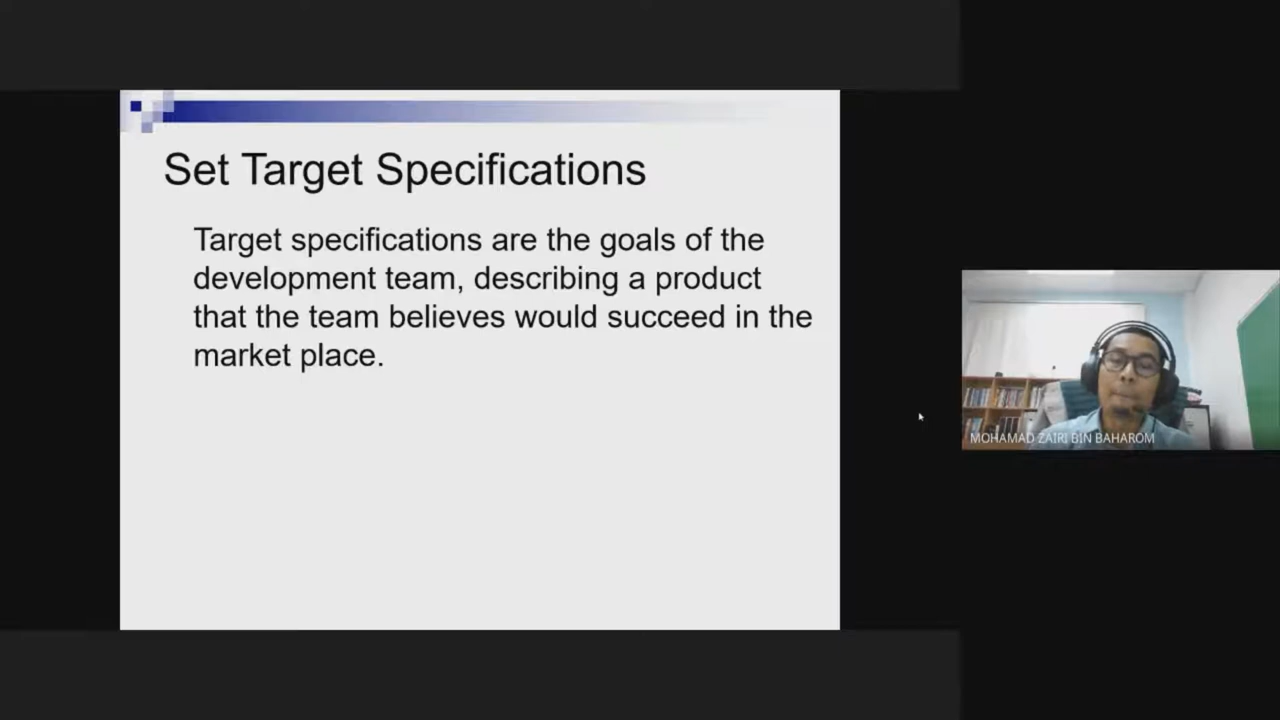 Set Target Specifications
Target specifications are the goals of the
development team, describing a product
that the team believes would succeed in the
market place.
MOHAMAD ZAIRI BIN BAHAROM